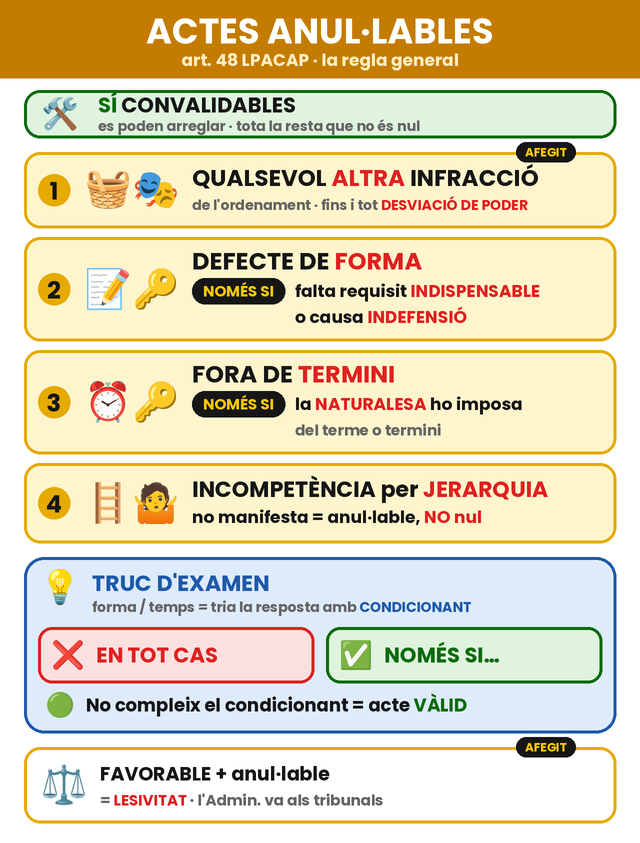 ACTES ANUL·LABLES
art. 48 LPACAP · la regla general
SÍ CONVALIDABLES
es poden arreglar · tota la resta que no és nul
AFEGIT
1
QUALSEVOL ALTRA INFRACCIÓ
de l'ordenament · fins i tot DESVIACIÓ DE PODER
2
DEFECTE DE FORMA
NOMÉS SI falta requisit INDISPENSABLE
o causa INDEFENSIÓ
3
FORA DE TERMINI
NOMÉS SI la NATURALESA ho imposa
del terme o termini
4
INCOMPETÈNCIA per JERARQUIA
no manifesta = anul·lable, NO nul
TRUC D'EXAMEN
forma / temps = tria la resposta amb CONDICIONANT
EN TOT CAS
NOMÉS SI...
No compleix el condicionant = acte VÀLID
AFEGIT
FAVORABLE + anul·lable
= LESIVITAT · l'Admin. va als tribunals